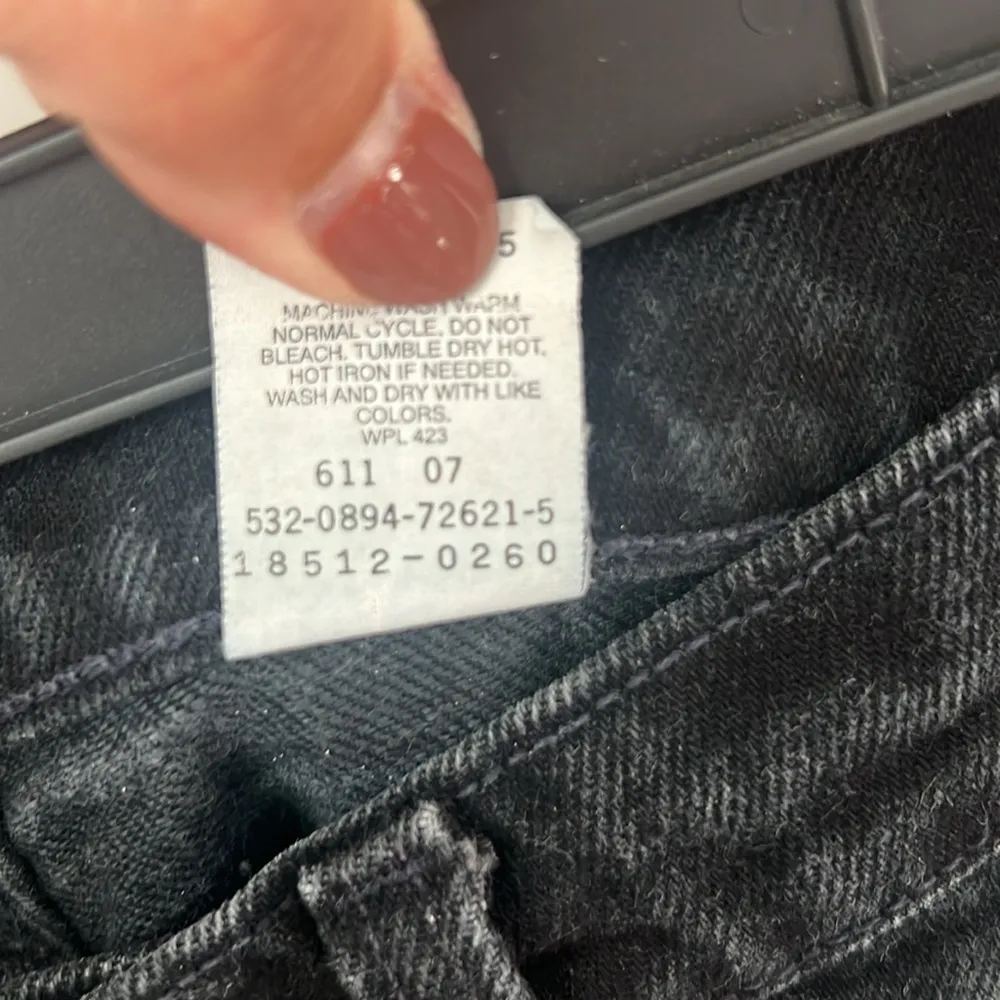 5
MACHINE WASH WARM
NORMAL CYCLE. DO NOT
BLEACH. TUMBLE DRY HOT.
HOT IRON IF NEEDED.
WASH AND DRY WITH LIKE
COLORS.
WPL 423
611 07
532-0894-72621-5
18512-0260